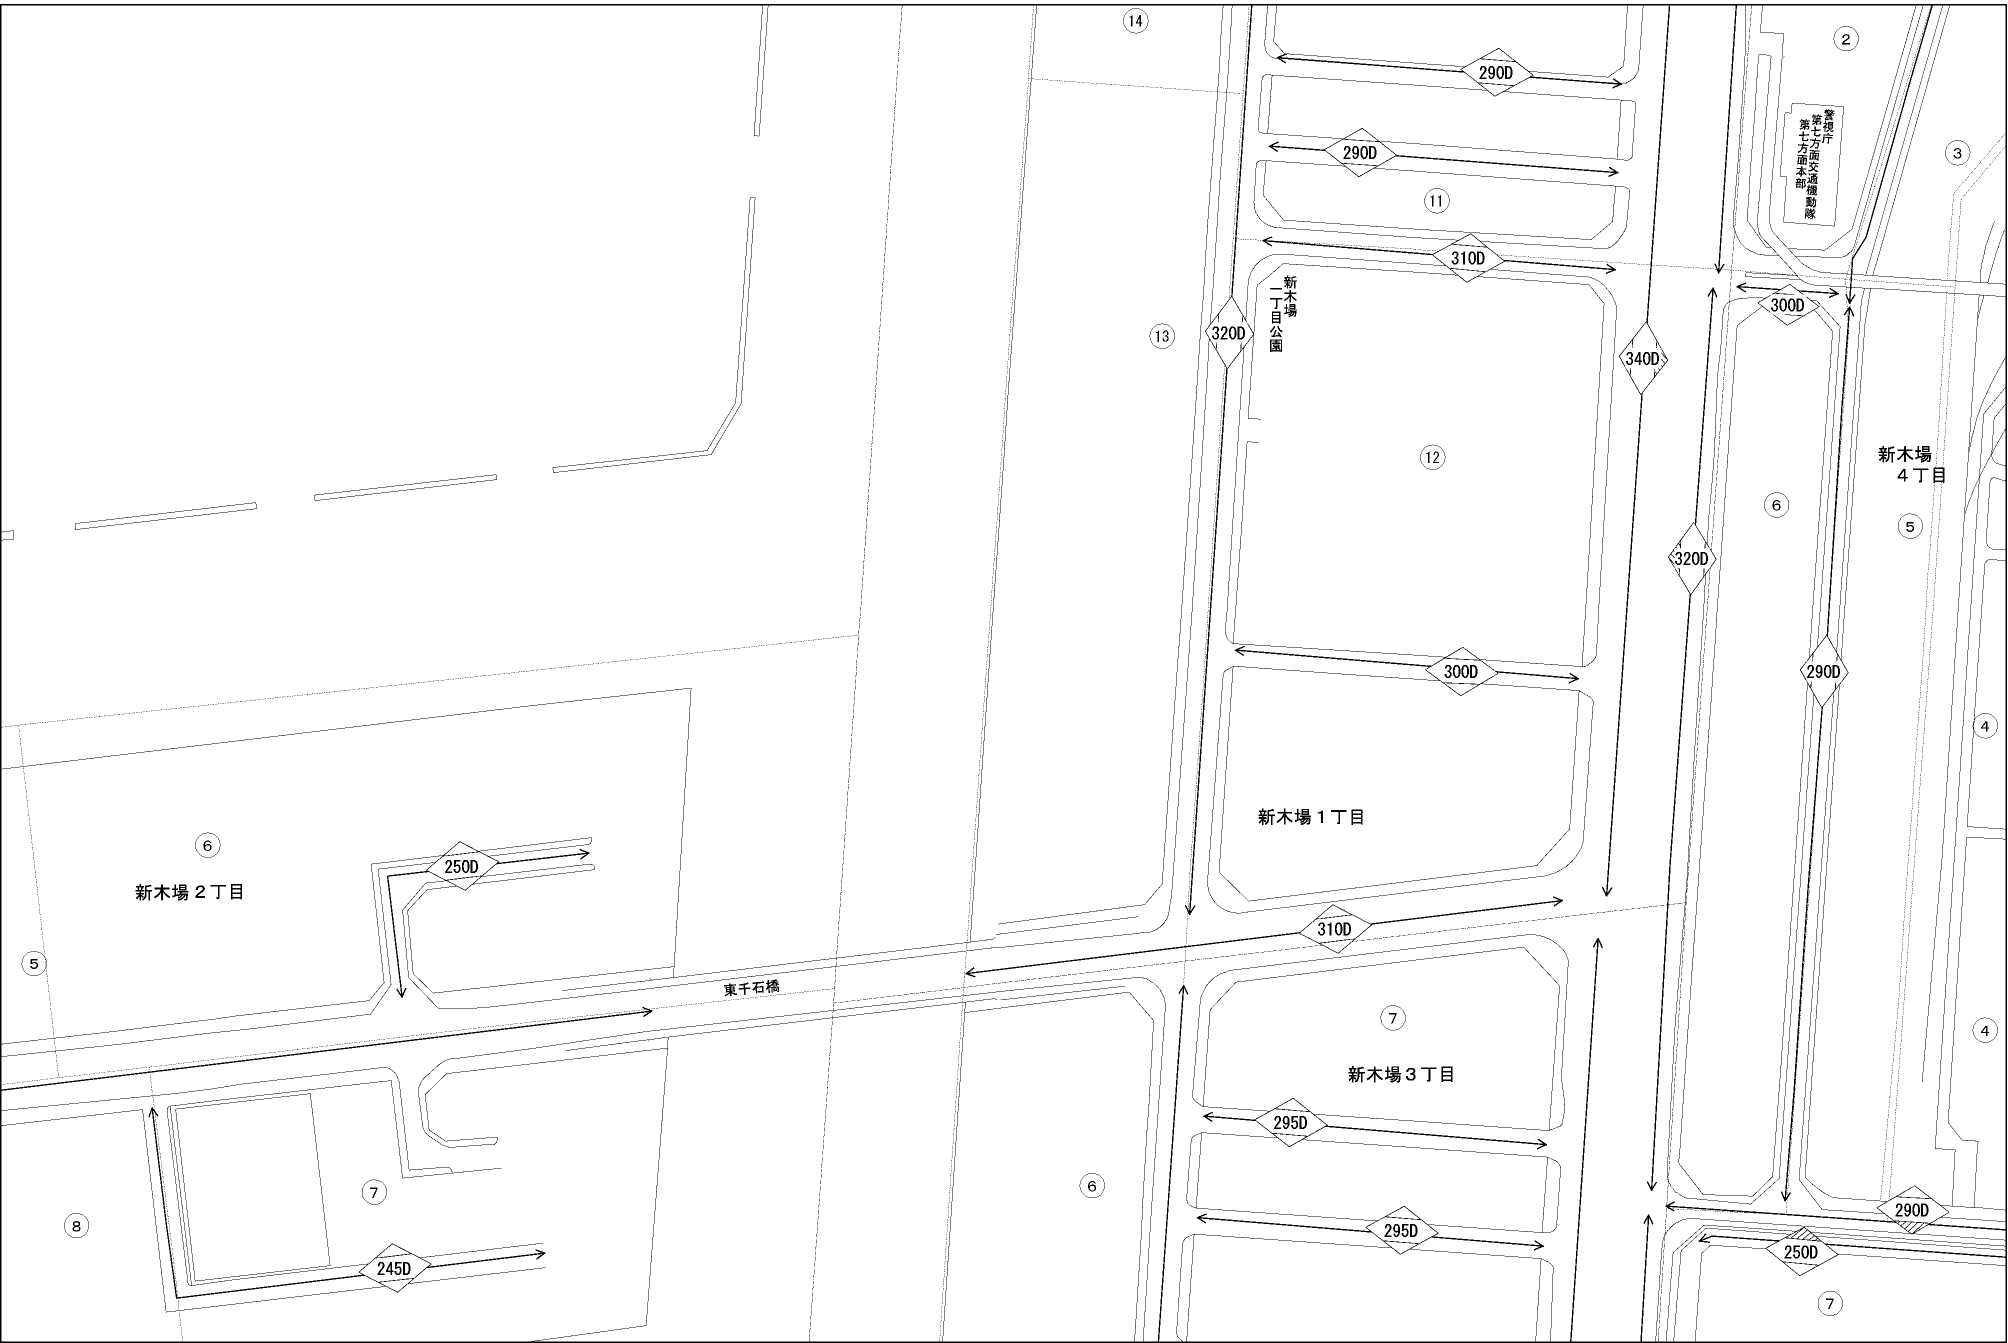 ⑭
②
290D
警視庁
第七方面交通機動隊
第七方面本部
290D
③
⑪
310D
新木場
一丁目公園
300D
320D
⑬
340D
⑫
新木場
４丁目
⑥
⑤
320D
300D
290D
④
新木場１丁目
⑥
250D
新木場２丁目
310D
⑤
東千石橋
⑦
④
新木場３丁目
295D
⑥
⑦
290D
⑧
295D
250D
245D
⑦